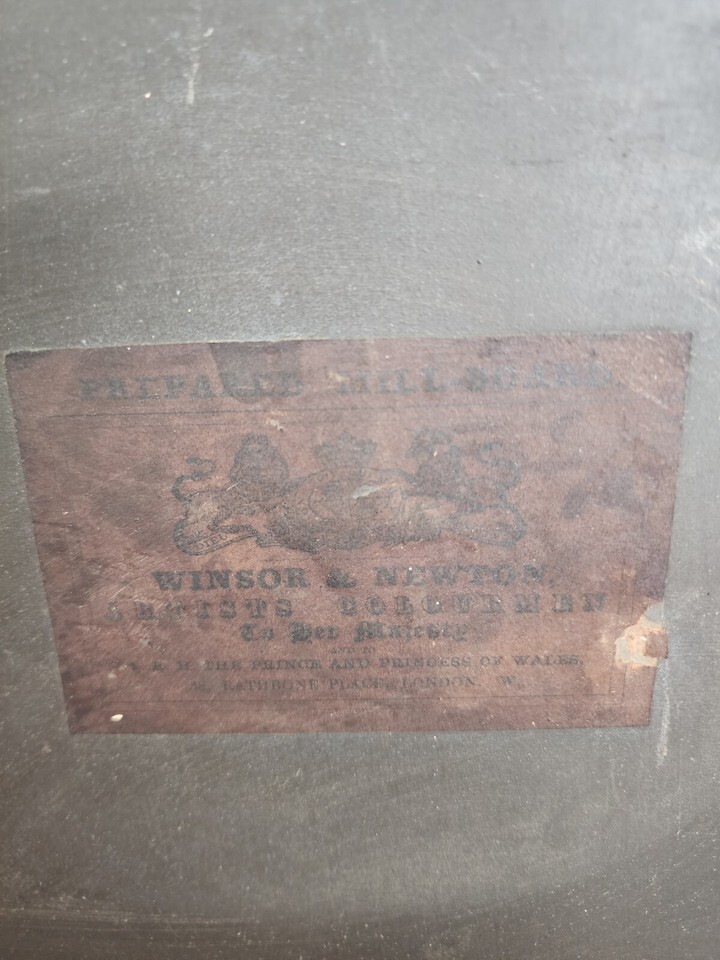 PREPARED MILL BOARD
WINSOR & NEWTON,
ARTISTS COLOURMEN
To Her Majesty
AND TO
H. R. H. THE PRINCE AND PRINCESS OF WALES,
RATHBONE PLACE, LONDON, W.